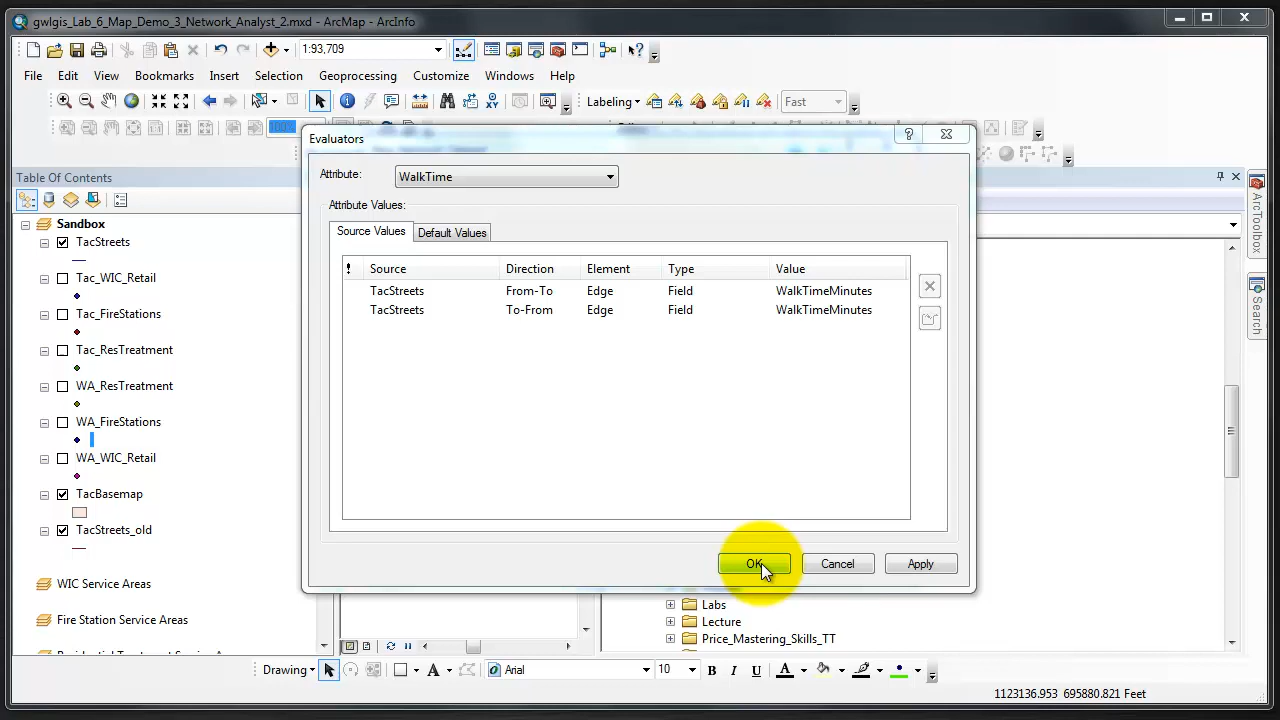 gwlgis_Lab_6_Map_Demo_3_Network_Analyst_2.mxd - ArcMap - ArcInfo
1:93,709
File Edit View Bookmarks Insert Selection Geoprocessing Customize Windows Help
Labeling Fast
100%
Evaluators
Table Of Contents
Attribute: WalkTime
Attribute Values:
Source Values Default Values
! Source Direction Element Type Value
TacStreets From-To Edge Field WalkTimeMinutes
TacStreets To-From Edge Field WalkTimeMinutes
OK Cancel Apply
Sandbox
TacStreets
Tac_WIC_Retail
Tac_FireStations
Tac_ResTreatment
WA_ResTreatment
WA_FireStations
WA_WIC_Retail
TacBasemap
TacStreets_old
WIC Service Areas
Fire Station Service Areas
ArcToolbox
Search
Labs
Lecture
Price_Mastering_Skills_TT
Drawing A Arial 10 B I U A
1123136.953 695880.821 Feet